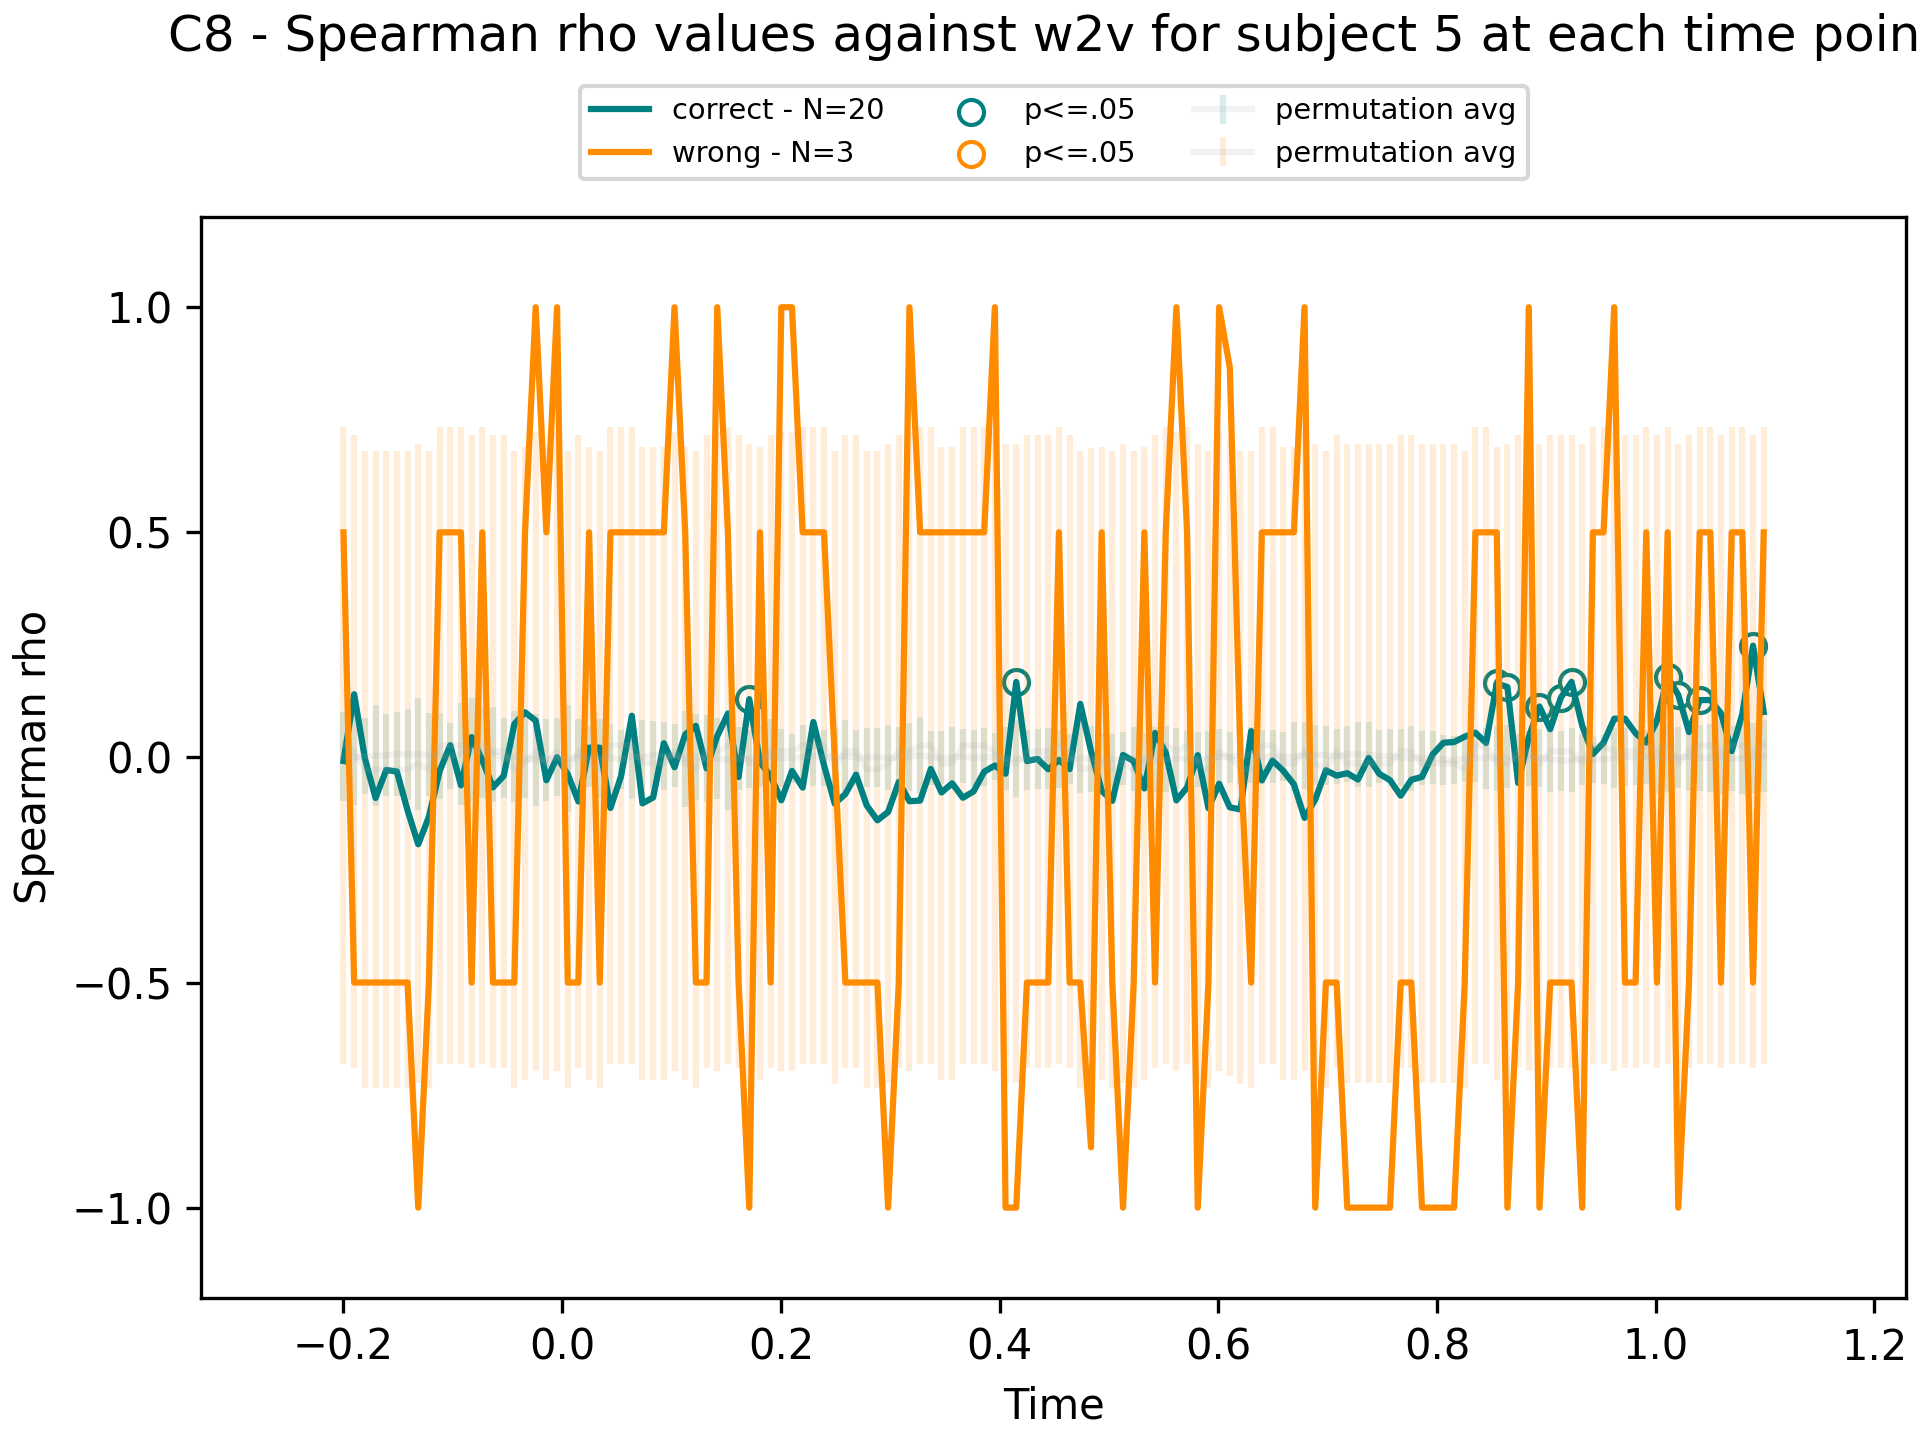 C8 - Spearman rho values against w2v for subject 5 at each time poin
correct - N=20
wrong - N=3
p<=.05
p<=.05
permutation avg
permutation avg
1.0
0.5
0.0
−0.5
−1.0
Spearman rho
−0.2
0.0
0.2
0.4
0.6
0.8
1.0
1.2
Time